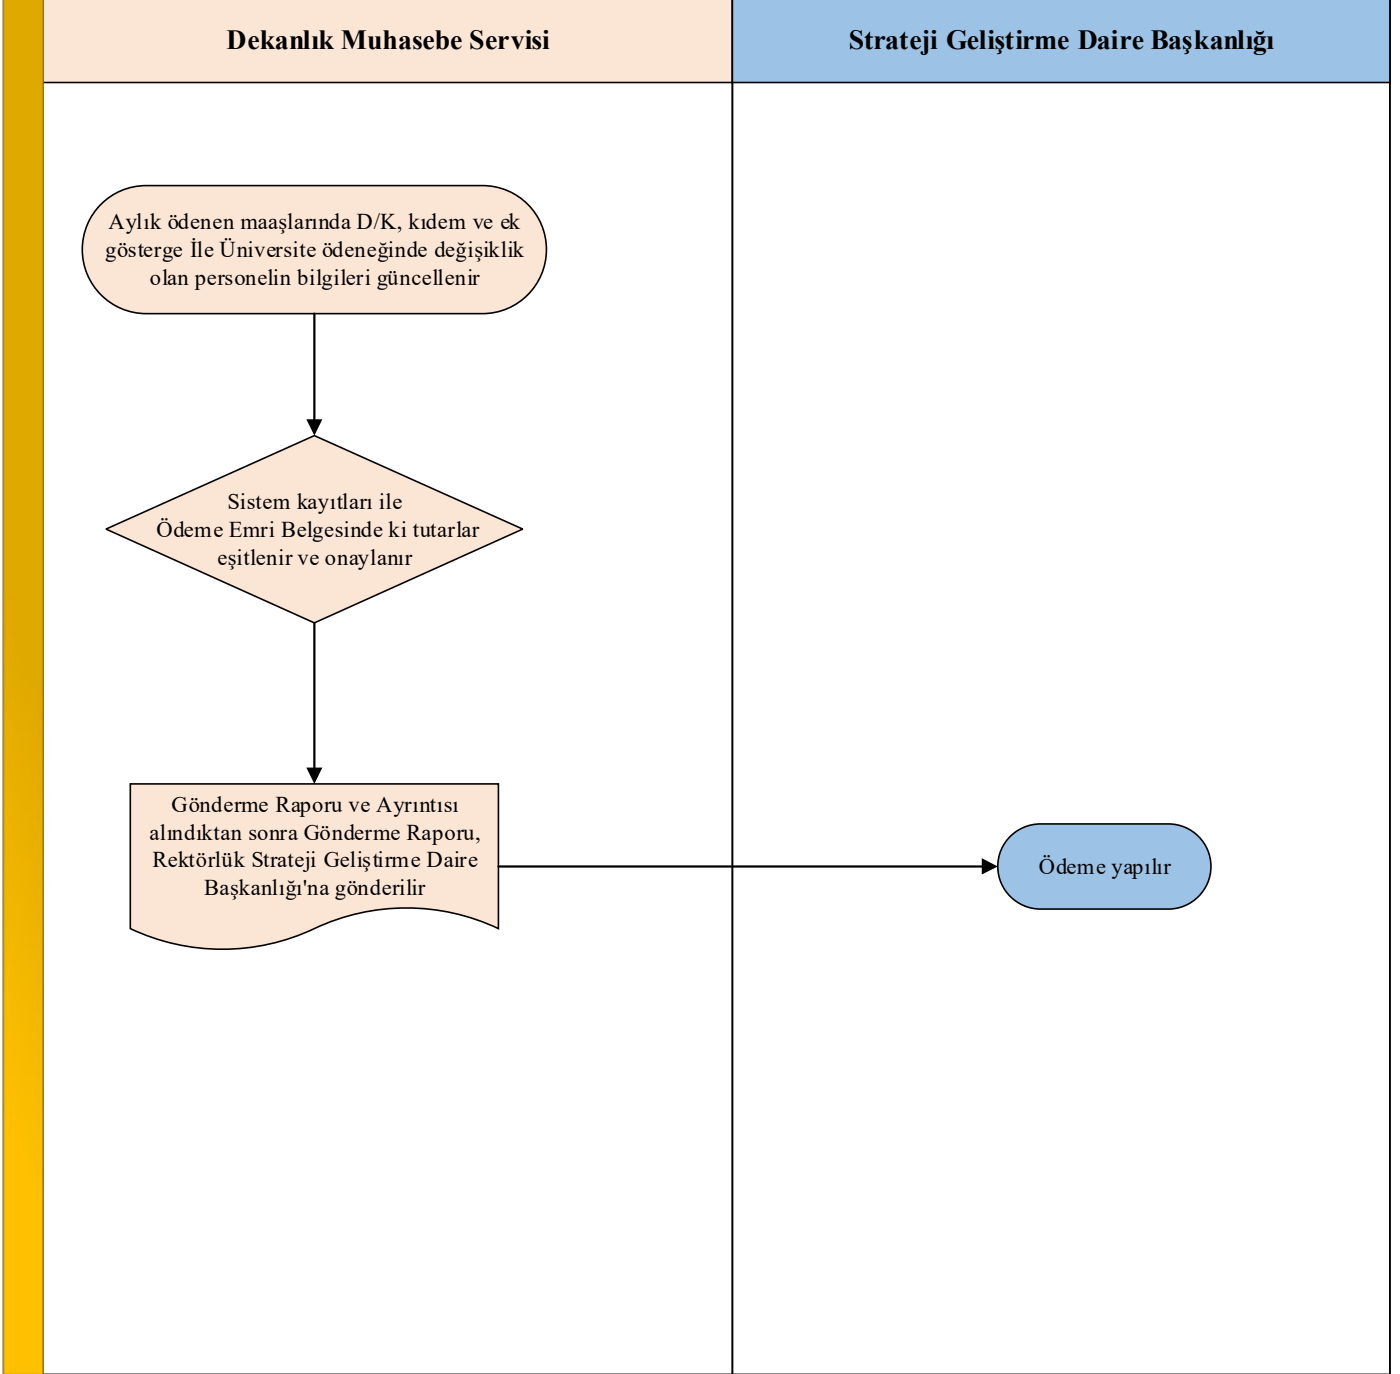 Dekanlık Muhasebe Servisi
Strateji Geliştirme Daire Başkanlığı
Aylık ödenen maaşlarında D/K, kıdem ve ek
gösterge İle Üniversite ödeneğinde değişiklik
olan personelin bilgileri güncellenir
Sistem kayıtları ile
Ödeme Emri Belgesinde ki tutarlar
eşitlenir ve onaylanır
Gönderme Raporu ve Ayrıntısı
alındıktan sonra Gönderme Raporu,
Rektörlük Strateji Geliştirme Daire
Başkanlığı'na gönderilir
Ödeme yapılır